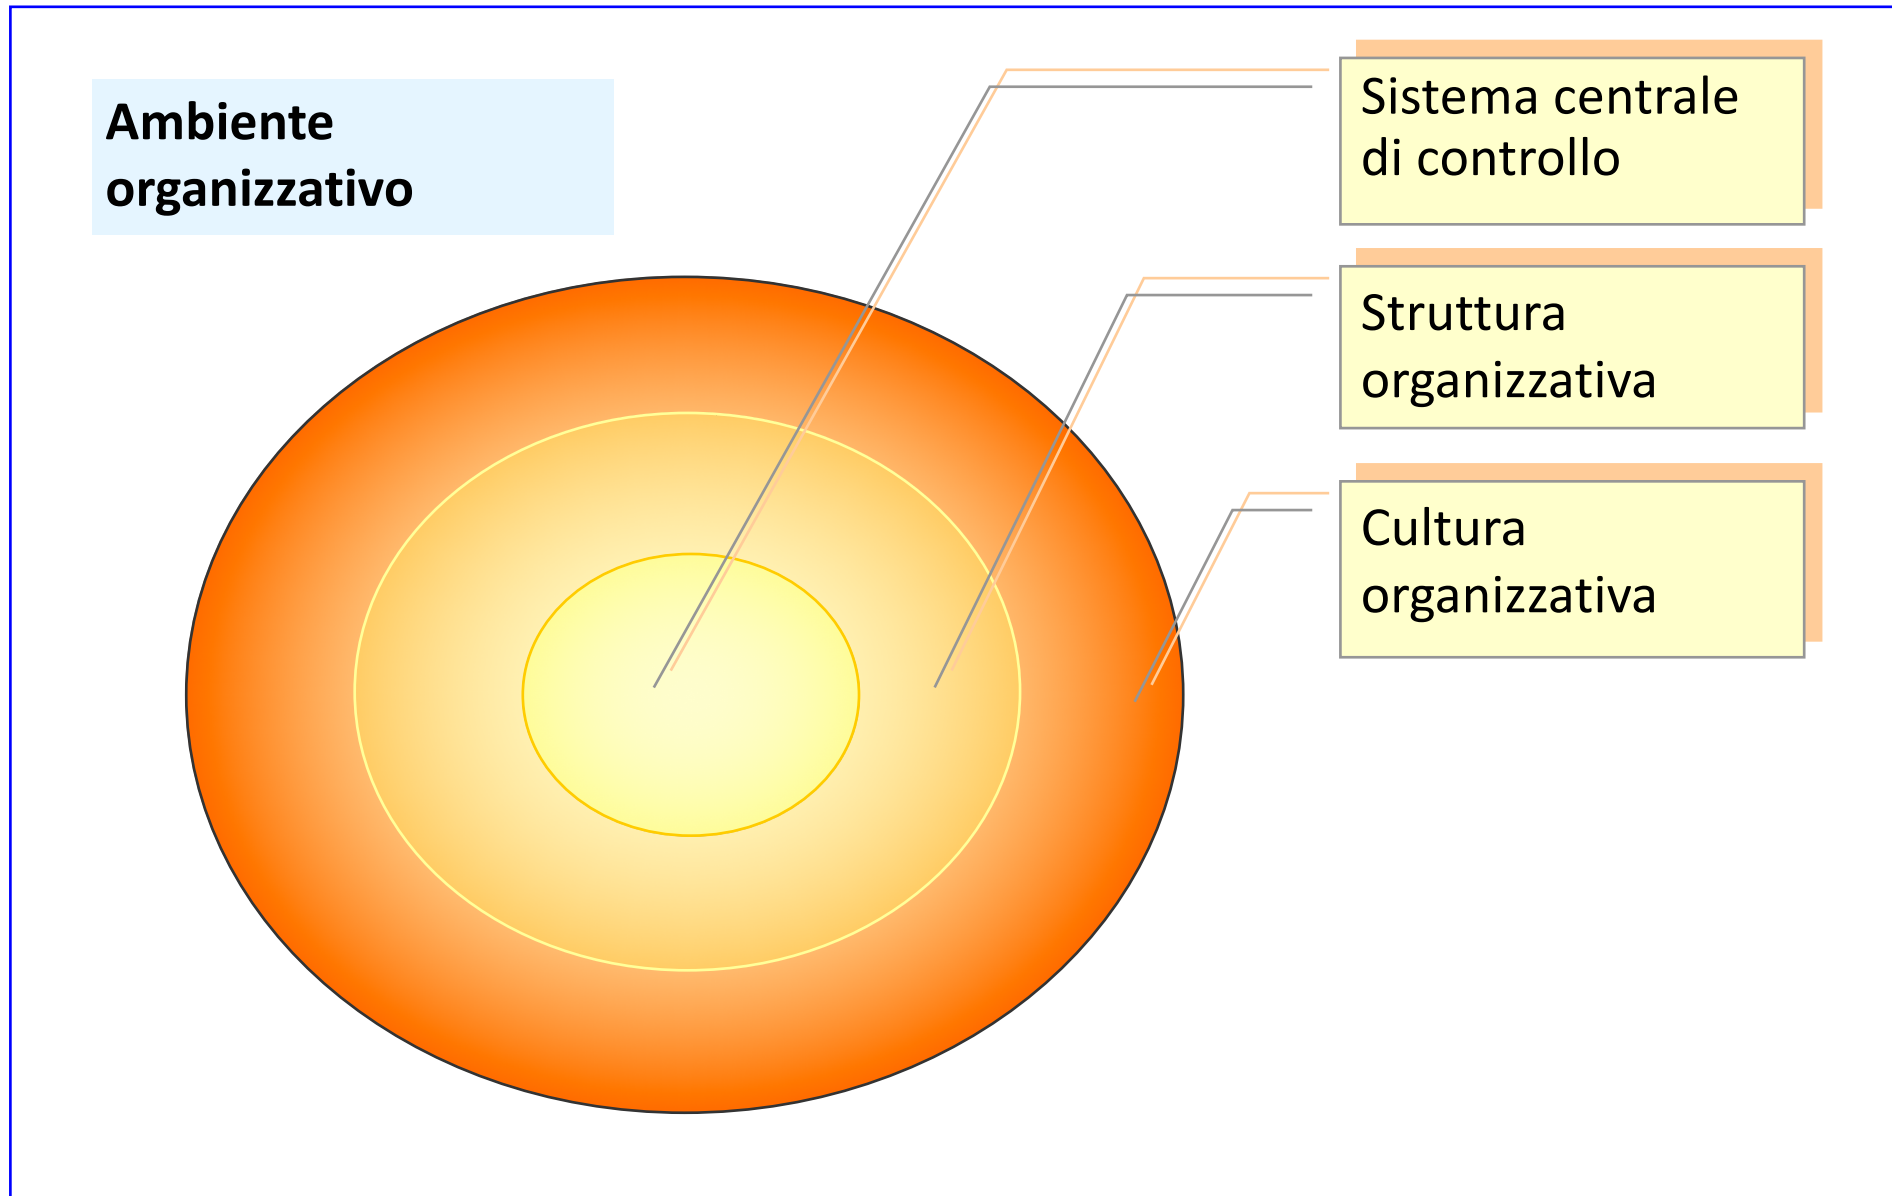 Ambiente
organizzativo
Sistema centrale
di controllo
Struttura
organizzativa
Cultura
organizzativa